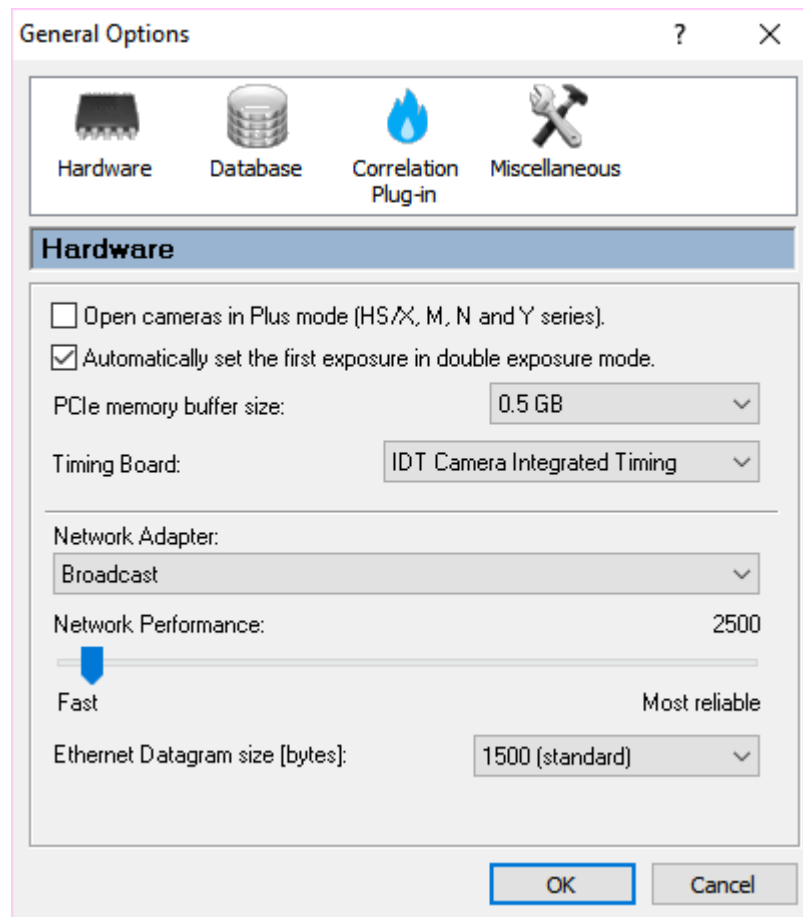 General Options
Hardware
Database
Correlation
Plug-in
Miscellaneous
Hardware
Open cameras in Plus mode (HS/X, M, N and Y series).
Automatically set the first exposure in double exposure mode.
PCIe memory buffer size: 0.5 GB
Timing Board: IDT Camera Integrated Timing
Network Adapter:
Broadcast
Network Performance: 2500
Fast Most reliable
Ethernet Datagram size [bytes]: 1500 (standard)
OK Cancel